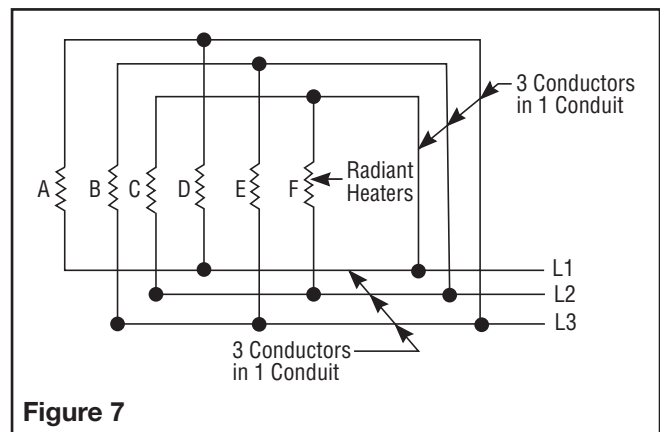 3 Conductors
in 1 Conduit
A
B
C
D
E
F
Radiant
Heaters
L1
L2
L3
3 Conductors
in 1 Conduit
Figure 7